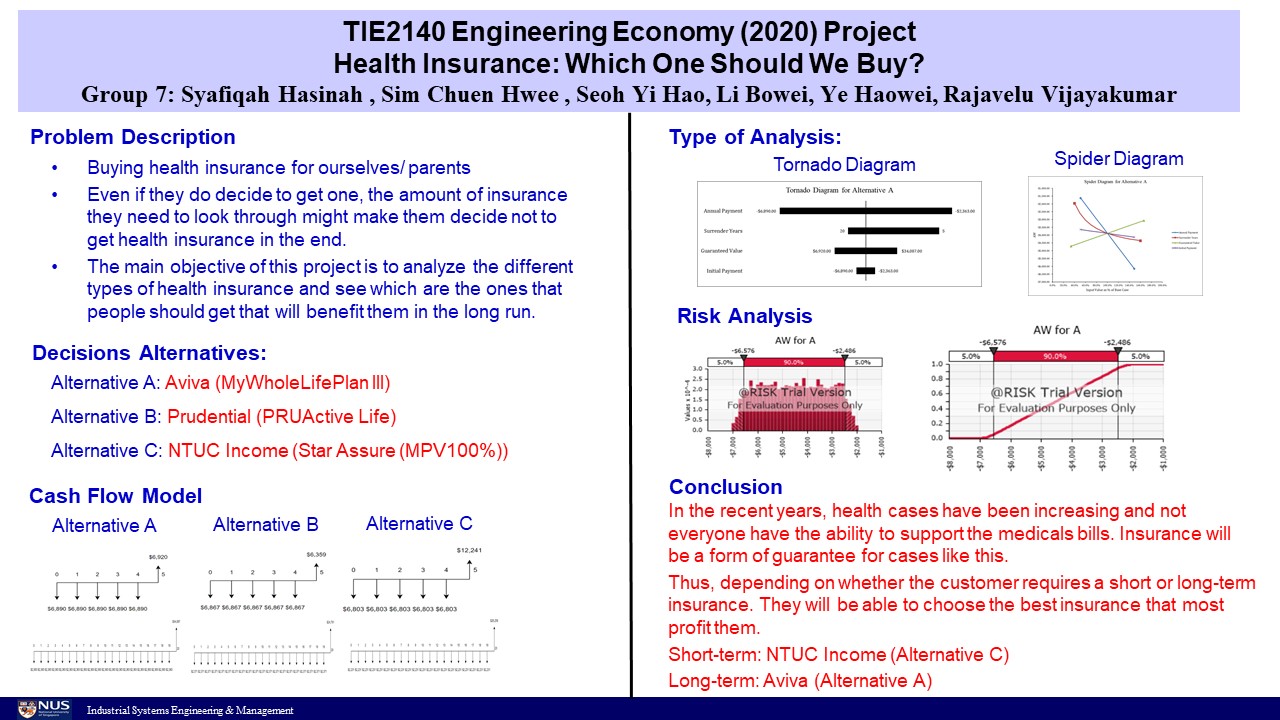 TIE2140 Engineering Economy (2020) Project
Health Insurance: Which One Should We Buy?
Group 7: Syafiqah Hasinah , Sim Chuen Hwee , Seoh Yi Hao, Li Bowei, Ye Haowei, Rajavelu Vijayakumar
Problem Description
• Buying health insurance for ourselves/ parents
• Even if they do decide to get one, the amount of insurance
they need to look through might make them decide not to
get health insurance in the end.
• The main objective of this project is to analyze the different
types of health insurance and see which are the ones that
people should get that will benefit them in the long run.
Decisions Alternatives:
Alternative A: Aviva (MyWholeLifePlan III)
Alternative B: Prudential (PRUActive Life)
Alternative C: NTUC Income (Star Assure (MPV100%))
Cash Flow Model
Alternative A
Alternative B
Alternative C
$6,920
0 1 2 3 4 5
$6,890 $6,890 $6,890 $6,890 $6,890
$6,359
0 1 2 3 4 5
$6,867 $6,867 $6,867 $6,867 $6,867
$12,241
0 1 2 3 4 5
$6,803 $6,803 $6,803 $6,803 $6,803
Type of Analysis:
Tornado Diagram
Spider Diagram
Tornado Diagram for Alternative A
Annual Payment -$6,890.00 -$2,363.00
Surrender Years 20 5
Guaranteed Value $6,920.00 $34,087.00
Initial Payment -$6,890.00 -$2,363.00
Spider Diagram for Alternative A
Annual Payment
Surrender Years
Guaranteed Value
Initial Payment
Input Value as % of Base Case
Risk Analysis
AW for A
-$6,576 -$2,486
5.0% 90.0% 5.0%
3.0
2.5
2.0
1.5
1.0
0.5
0.0
Values x 10^-4
@RISK Trial Version
For Evaluation Purposes Only
-$8,000 -$7,000 -$6,000 -$5,000 -$4,000 -$3,000 -$2,000 -$1,000
AW for A
-$6,576 -$2,486
5.0% 90.0% 5.0%
1.0
0.8
0.6
0.4
0.2
0.0
@RISK Trial Version
For Evaluation Purposes Only
-$8,000 -$7,000 -$6,000 -$5,000 -$4,000 -$3,000 -$2,000 -$1,000
Conclusion
In the recent years, health cases have been increasing and not
everyone have the ability to support the medicals bills. Insurance will
be a form of guarantee for cases like this.
Thus, depending on whether the customer requires a short or long-term
insurance. They will be able to choose the best insurance that most
profit them.
Short-term: NTUC Income (Alternative C)
Long-term: Aviva (Alternative A)
NUS
National University
of Singapore
Industrial Systems Engineering & Management